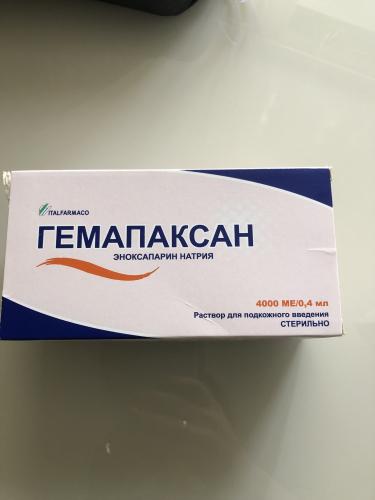 ITALFARMACO
ГЕМАПАКСАН
ЭНОКСАПАРИН НАТРИЯ
4000 МЕ/0,4 мл
Раствор для подкожного введения
СТЕРИЛЬНО